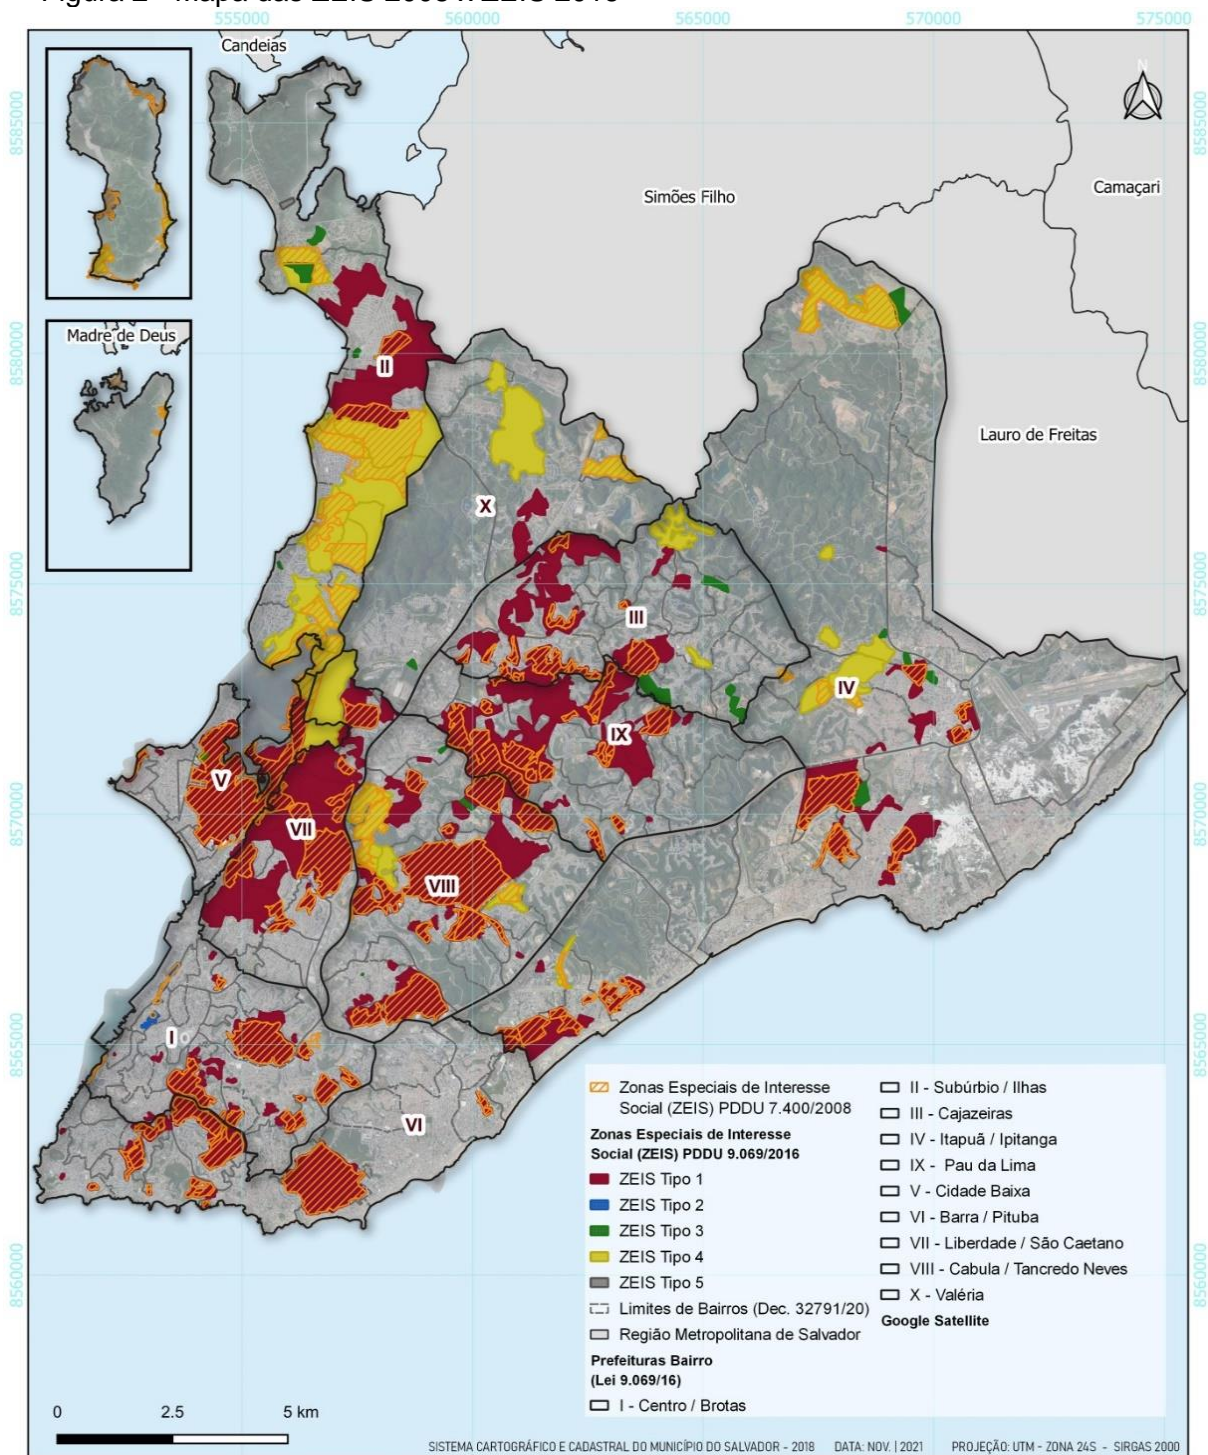 555000
560000
565000
570000
575000
Candeias
N
8585000
8585000
Simões Filho
Camaçari
Madre de Deus
8580000
8580000
II
Lauro de Freitas
X
8575000
8575000
III
IV
IX
V
8570000
8570000
VII
VIII
I
8565000
8565000
VI
8560000
8560000
Zonas Especiais de Interesse
Social (ZEIS) PDDU 7.400/2008
Zonas Especiais de Interesse
Social (ZEIS) PDDU 9.069/2016
ZEIS Tipo 1
ZEIS Tipo 2
ZEIS Tipo 3
ZEIS Tipo 4
ZEIS Tipo 5
Limites de Bairros (Dec. 32791/20)
Região Metropolitana de Salvador
Prefeituras Bairro
(Lei 9.069/16)
I - Centro / Brotas
II - Subúrbio / Ilhas
III - Cajazeiras
IV - Itapuã / Ipitanga
IX - Pau da Lima
V - Cidade Baixa
VI - Barra / Pituba
VII - Liberdade / São Caetano
VIII - Cabula / Tancredo Neves
X - Valéria
Google Satellite
0 2.5 5 km
SISTEMA CARTOGRÁFICO E CADASTRAL DO MUNICÍPIO DO SALVADOR - 2018 DATA: NOV. | 2021 PROJEÇÃO: UTM - ZONA 24S - SIRGAS 2000